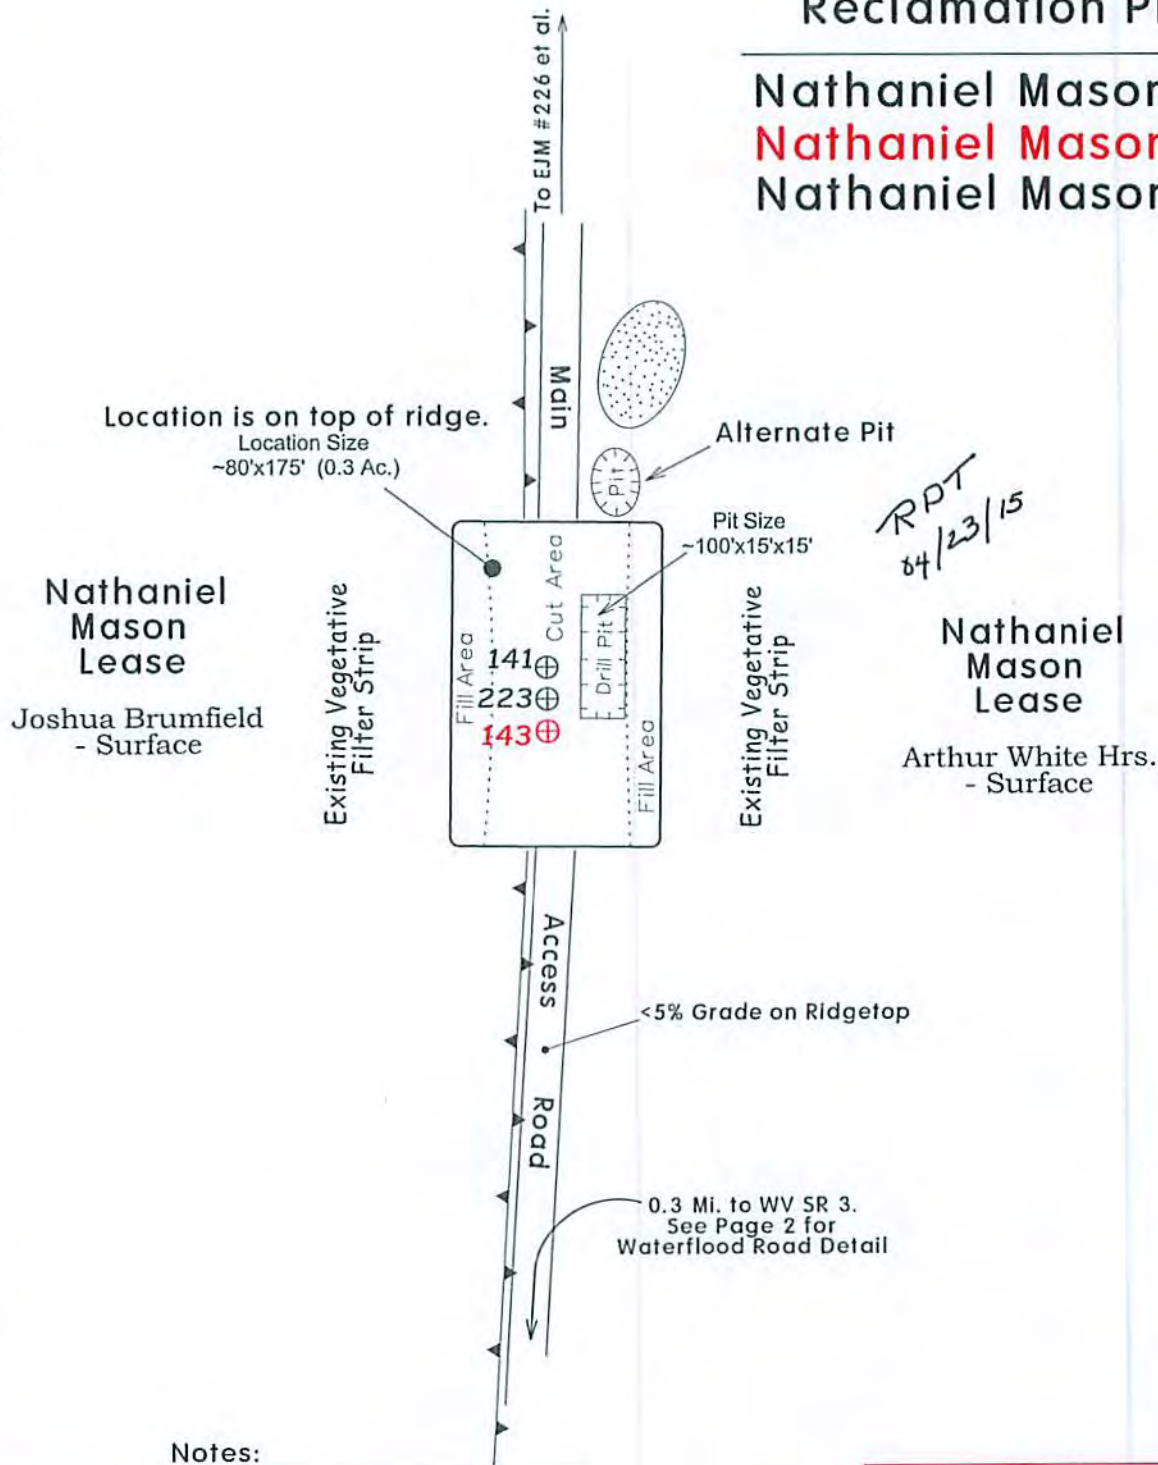 Reclamation P
Nathaniel Mason
Nathaniel Mason
Nathaniel Mason
To EJM #226 et al.
Main
Location is on top of ridge.
Location Size
~80'x175' (0.3 Ac.)
Alternate Pit
Pit
Pit Size
~100'x15'x15'
RDT
04/23/15
Nathaniel
Mason
Lease
Joshua Brumfield
- Surface
Existing Vegetative
Filter Strip
Fill Area
Cut Area
141
223
143
Drill Pit
Fill Area
Existing Vegetative
Filter Strip
Nathaniel
Mason
Lease
Arthur White Hrs.
- Surface
Access
Road
<5% Grade on Ridgetop
0.3 Mi. to WV SR 3.
See Page 2 for
Waterflood Road Detail
Notes: